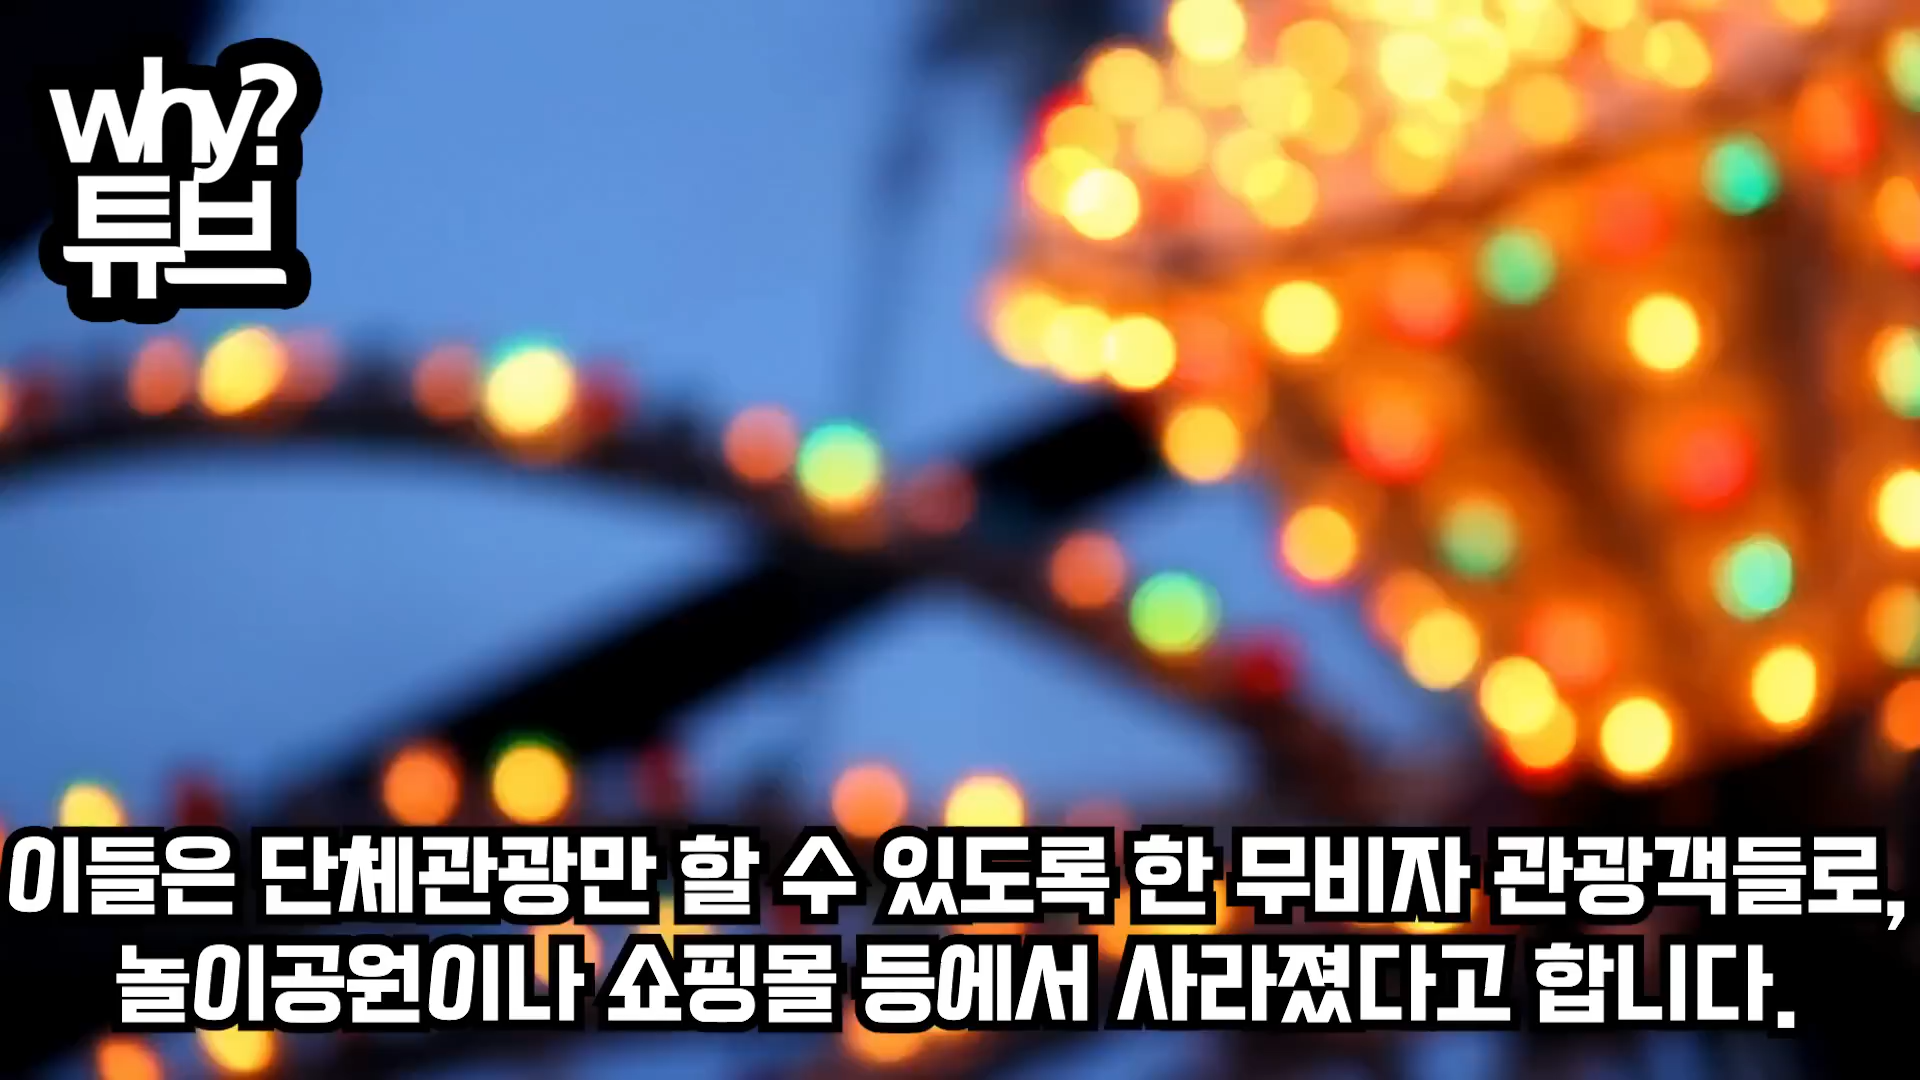 why?
튜브
이들은 단체관광만 할 수 있도록 한 무비자 관광객들로,
놀이공원이나 쇼핑몰 등에서 사라졌다고 합니다.